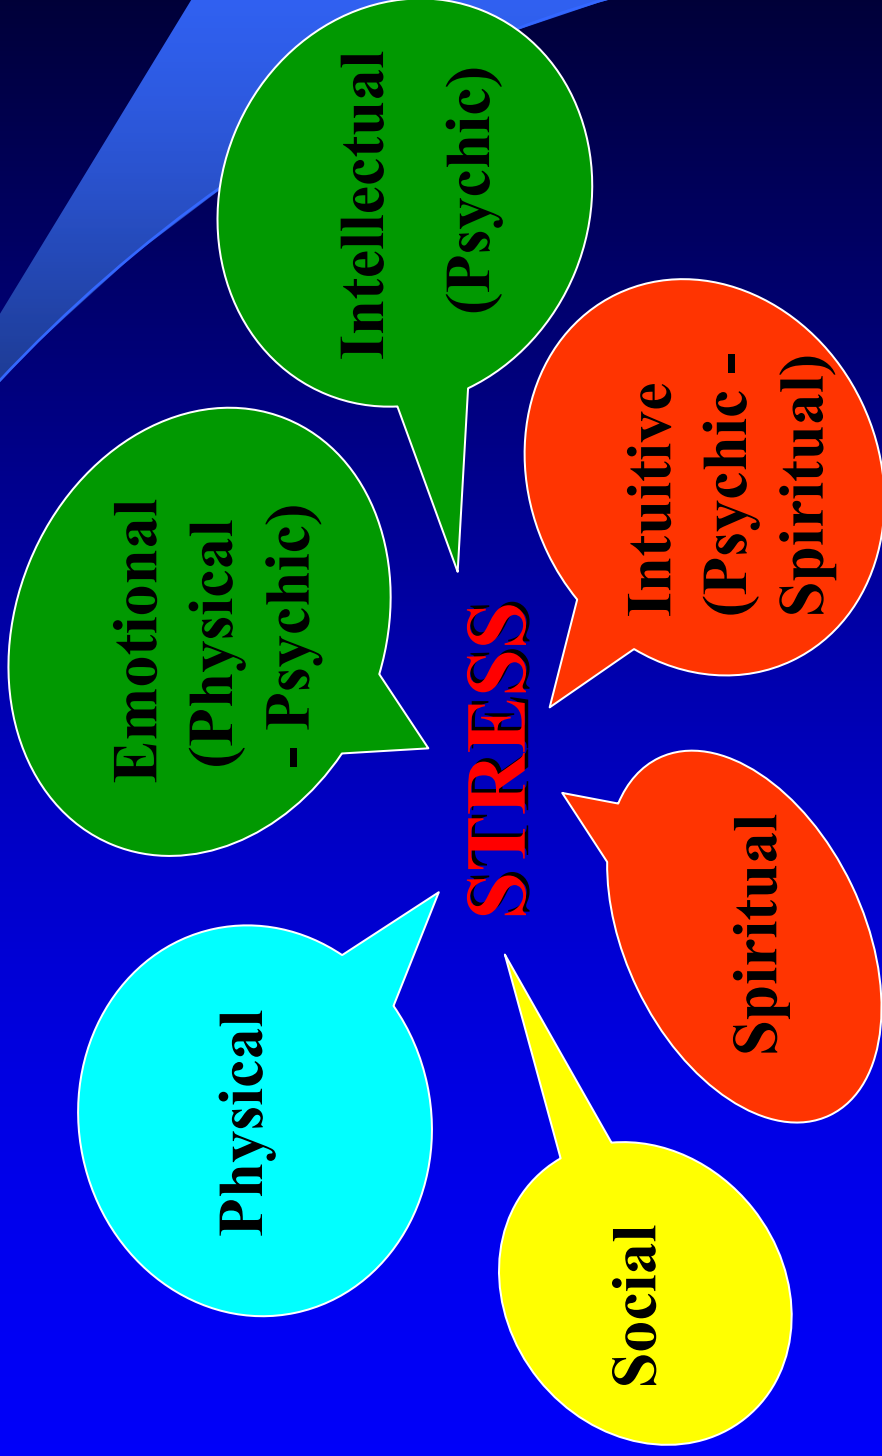 Physical
Emotional
(Physical
- Psychic)
Intellectual
(Psychic)
STRESS
Social
Spiritual
Intuitive
(Psychic -
Spiritual)